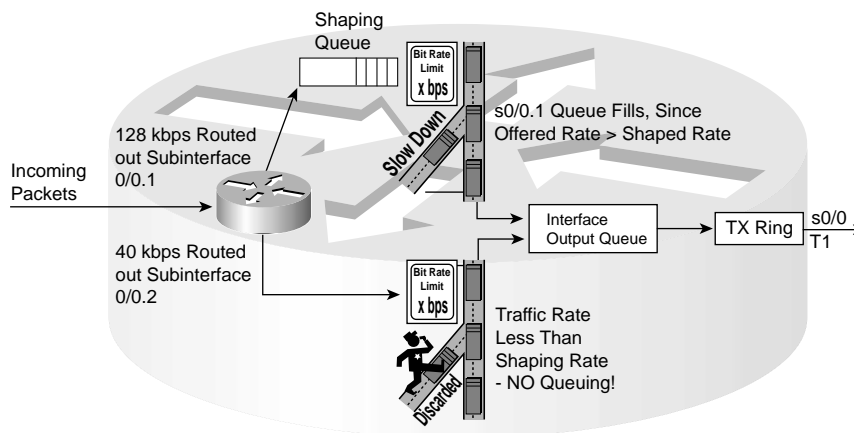 Shaping
Queue
Bit Rate
Limit
x bps
Slow Down
s0/0.1 Queue Fills, Since
Offered Rate > Shaped Rate
128 kbps Routed
out Subinterface
0/0.1
Incoming
Packets
Interface
Output Queue
TX Ring
s0/0
T1
40 kbps Routed
out Subinterface
0/0.2
Bit Rate
Limit
x bps
Discarded
Traffic Rate
Less Than
Shaping Rate
- NO Queuing!